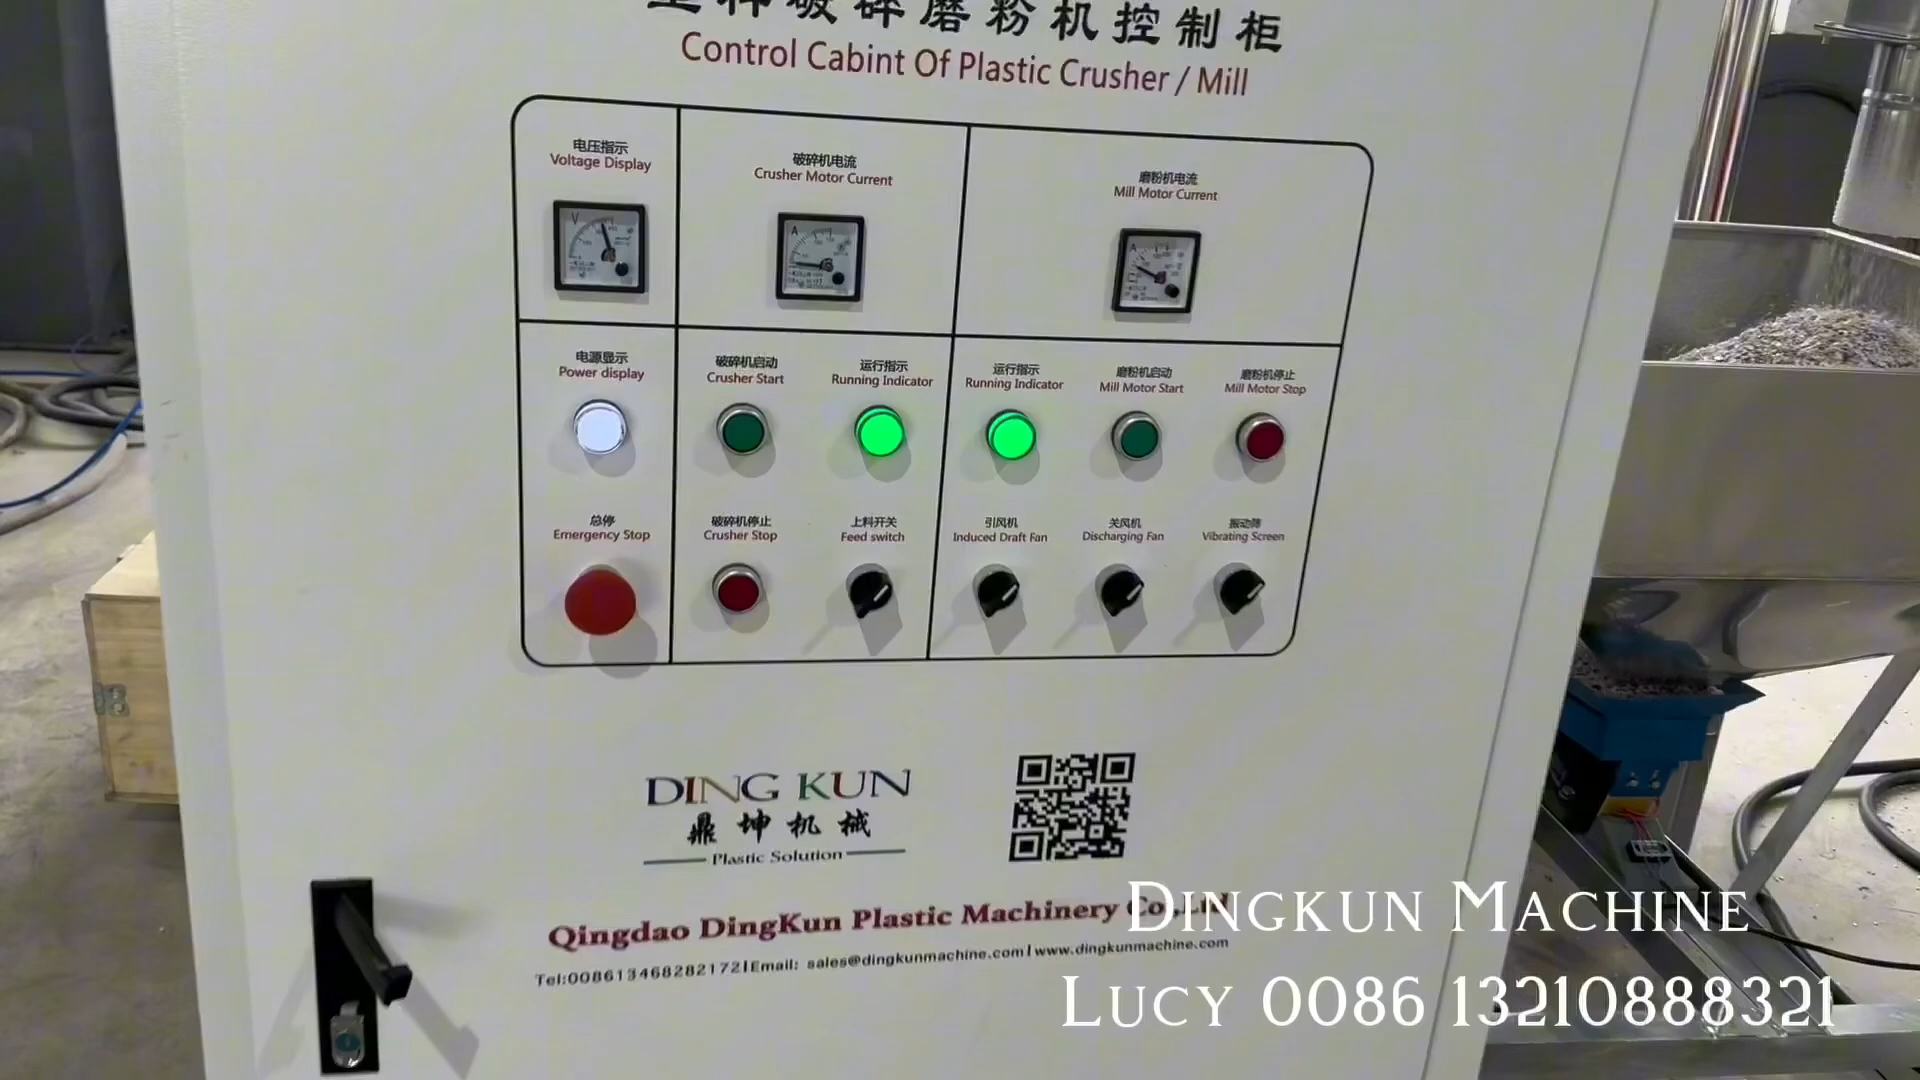 破碎磨粉机控制柜
Control Cabint Of Plastic Crusher / Mill
电压指示
Voltage Display
破碎机电流
Crusher Motor Current
磨粉机电流
Mill Motor Current
V
A
A
电源显示
Power display
破碎机启动
Crusher Start
运行指示
Running Indicator
运行指示
Running Indicator
磨粉机启动
Mill Motor Start
磨粉机停止
Mill Motor Stop
总停
Emergency Stop
破碎机停止
Crusher Stop
上料开关
Feed switch
引风机
Induced Draft Fan
关风机
Discharging Fan
振动筛
Vibrating Screen
DING KUN
鼎坤机械
Plastic Solution
Qingdao DingKun Plastic Machinery Co.,Ltd
Tel:008613468282172|Email: sales@dingkunmachine.com|www.dingkunmachine.com
Dingkun Machine
Lucy 0086 13210888321